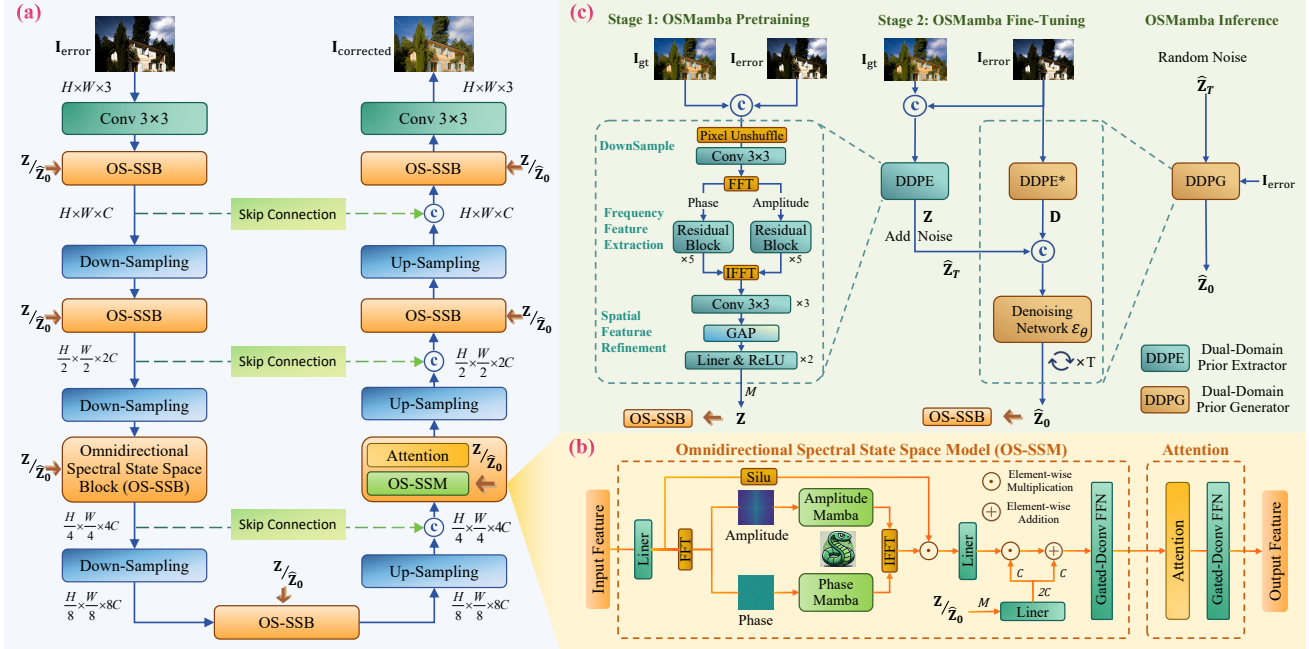 (a)
I_error
I_corrected
H×W×3
H×W×3
Conv 3×3
Conv 3×3
Z/Ẑ₀
OS-SSB
OS-SSB
Z/Ẑ₀
H×W×C
Skip Connection
c
H×W×C
Down-Sampling
Up-Sampling
Z/Ẑ₀
OS-SSB
OS-SSB
Z/Ẑ₀
H/2 × W/2 ×2C
Skip Connection
c
H/2 × W/2 ×2C
Down-Sampling
Up-Sampling
Z/Ẑ₀
Omnidirectional
Spectral State Space
Block (OS-SSB)
Attention
OS-SSM
Z/Ẑ₀
H/4 × W/4 ×4C
Skip Connection
c
H/4 × W/4 ×4C
Down-Sampling
Up-Sampling
H/8 × W/8 ×8C
Z/Ẑ₀
OS-SSB
H/8 × W/8 ×8C
(c)
Stage 1: OSMamba Pretraining
I_gt
I_error
c
DownSample
Pixel Unshuffle
Conv 3×3
FFT
Phase
Amplitude
Frequency
Feature
Extraction
Residual
Block
×5
Residual
Block
×5
IFFT
Conv 3×3
×3
Spatial
Featurae
Refinement
GAP
Liner & ReLU
×2
M
OS-SSB
Z
Stage 2: OSMamba Fine-Tuning
I_gt
I_error
c
DDPE
DDPE*
Z
D
Add Noise
c
Ẑ_T
Denoising
Network ε_θ
×T
OS-SSB
Ẑ₀
OSMamba Inference
Random Noise
Ẑ_T
DDPG
I_error
Ẑ₀
DDPE
Dual-Domain
Prior Extractor
DDPG
Dual-Domain
Prior Generator
(b)
Omnidirectional Spectral State Space Model (OS-SSM)
Attention
Input Feature
Liner
Silu
FFT
Amplitude
Amplitude
Mamba
Phase
Phase
Mamba
IFFT
Liner
Element-wise
Multiplication
Element-wise
Addition
C
C
2C
Z/Ẑ₀
M
Liner
Gated-Dconv FFN
Attention
Gated-Dconv FFN
Output Feature